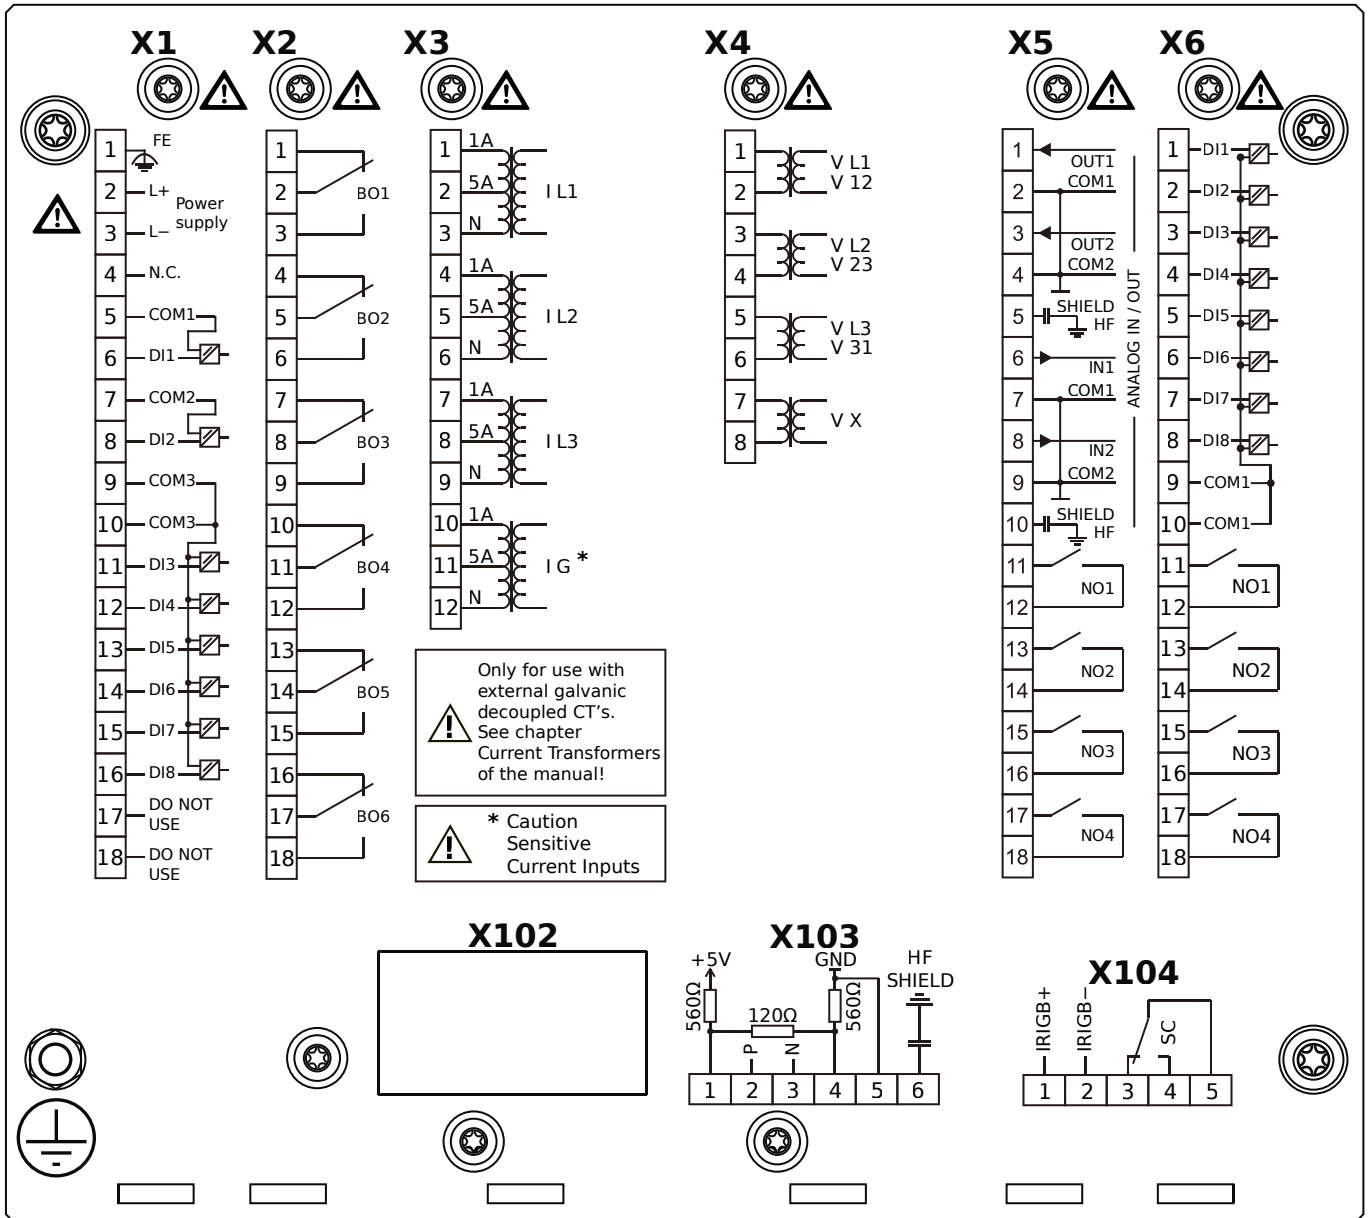 X1
X2
X3
X4
X5
X6
1 FE
2 L+
Power
supply
3 L−
4 N.C.
5 COM1
6 DI1
7 COM2
8 DI2
9 COM3
10 COM3
11 DI3
12 DI4
13 DI5
14 DI6
15 DI7
16 DI8
17 DO NOT
USE
18 DO NOT
USE
1
2 BO1
3
4
5 BO2
6
7
8 BO3
9
10
11 BO4
12
13
14 BO5
15
16
17 BO6
18
1 1A
2 5A I L1
3 N
4 1A
5 5A I L2
6 N
7 1A
8 5A I L3
9 N
10 1A
11 5A I G *
12 N
Only for use with
external galvanic
decoupled CT's.
See chapter
Current Transformers
of the manual!
* Caution
Sensitive
Current Inputs
1 V L1
2 V 12
3 V L2
4 V 23
5 V L3
6 V 31
7 V X
8
1 OUT1
2 COM1
3 OUT2
4 COM2
5 SHIELD
HF
6 IN1
7 COM1
8 IN2
9 COM2
10 SHIELD
HF
ANALOG IN / OUT
11 NO1
12
13 NO2
14
15 NO3
16
17 NO4
18
1 DI1
2 DI2
3 DI3
4 DI4
5 DI5
6 DI6
7 DI7
8 DI8
9 COM1
10 COM1
11 NO1
12
13 NO2
14
15 NO3
16
17 NO4
18
X102
X103
+5V GND HF
SHIELD
560Ω 120Ω 560Ω
P N
1 2 3 4 5 6
X104
IRIGB+ IRIGB− SC
1 2 3 4 5